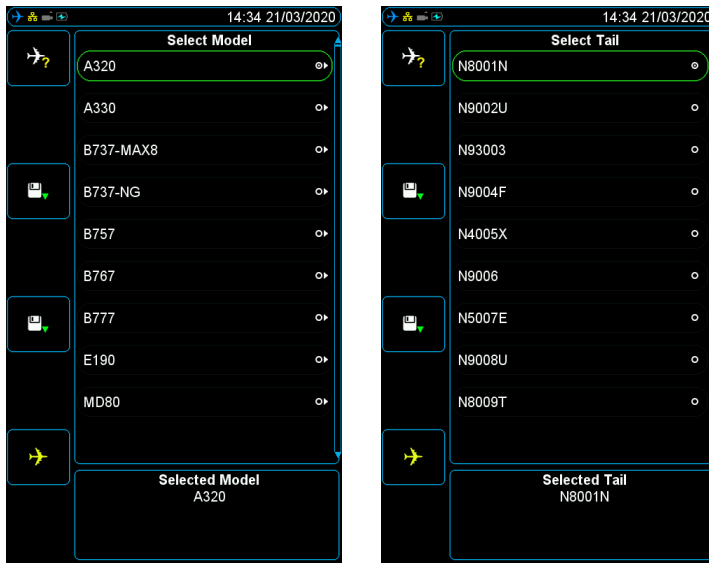 14:34 21/03/2020
Select Model
A320
A330
B737-MAX8
B737-NG
B757
B767
B777
E190
MD80
Selected Model
A320
14:34 21/03/2020
Select Tail
N8001N
N9002U
N93003
N9004F
N4005X
N9006
N5007E
N9008U
N8009T
Selected Tail
N8001N